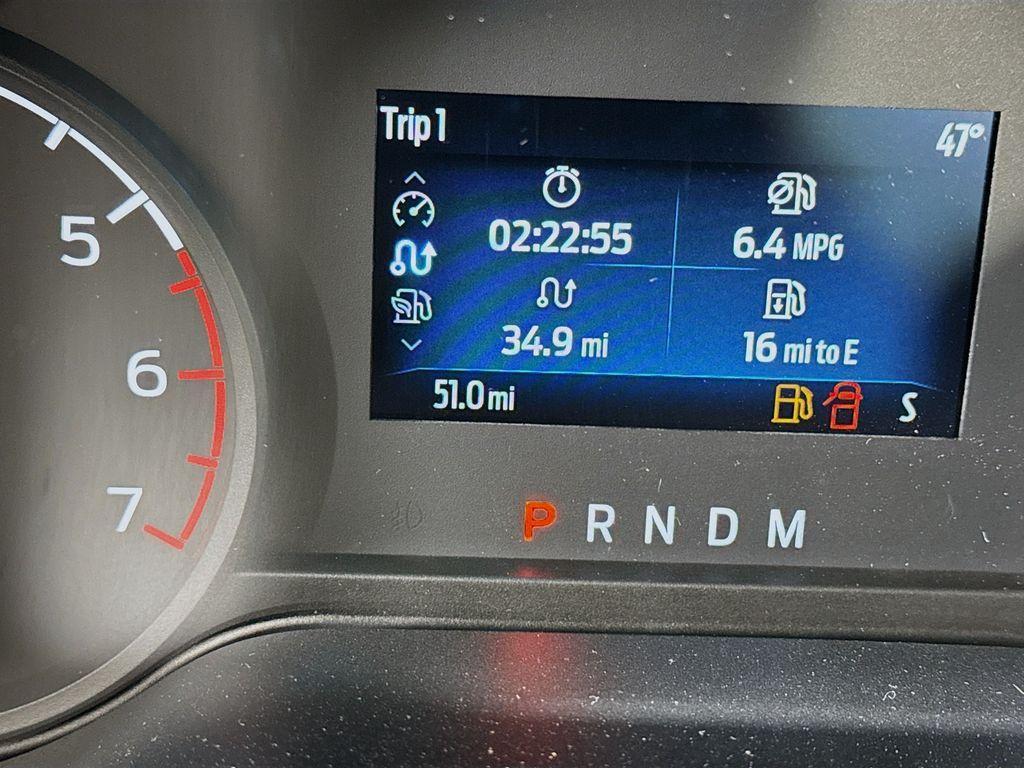 Trip 1
47°
02:22:55
6.4 MPG
34.9 mi
16 mi to E
51.0 mi
S
5
6
7
P R N D M